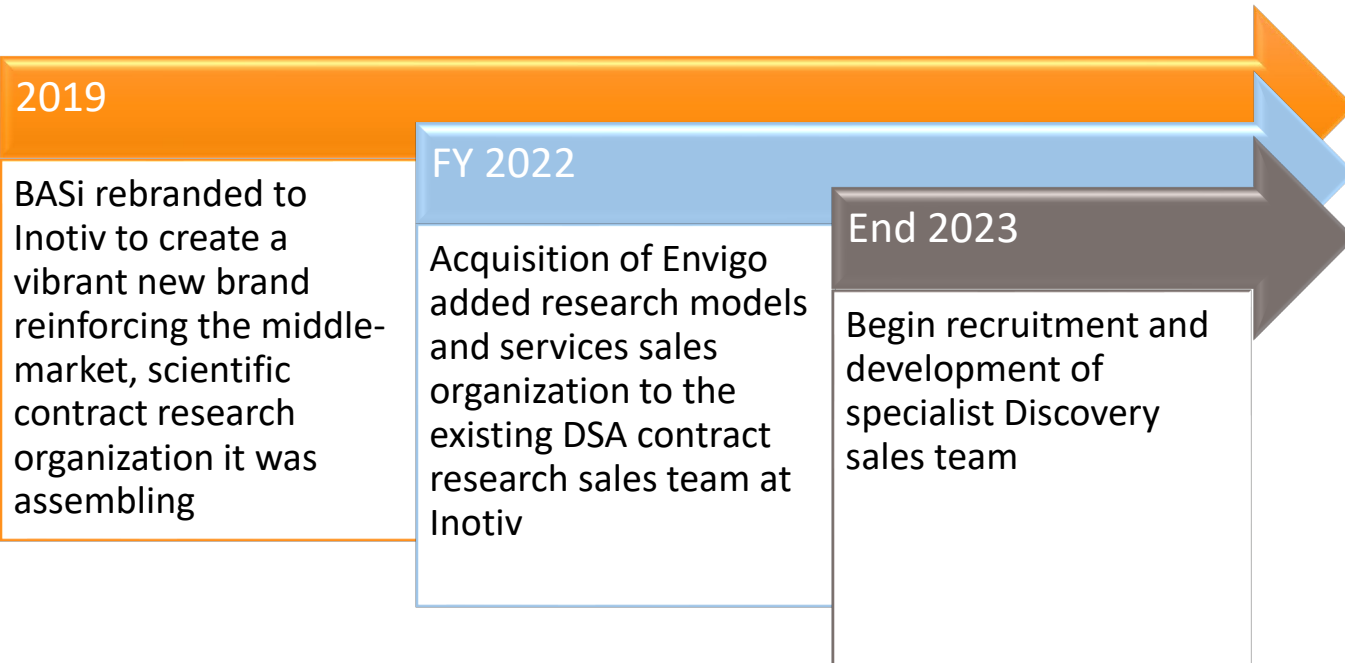 2019
BASi rebranded to
Inotiv to create a
vibrant new brand
reinforcing the middle-
market, scientific
contract research
organization it was
assembling
FY 2022
Acquisition of Envigo
added research models
and services sales
organization to the
existing DSA contract
research sales team at
Inotiv
End 2023
Begin recruitment and
development of
specialist Discovery
sales team